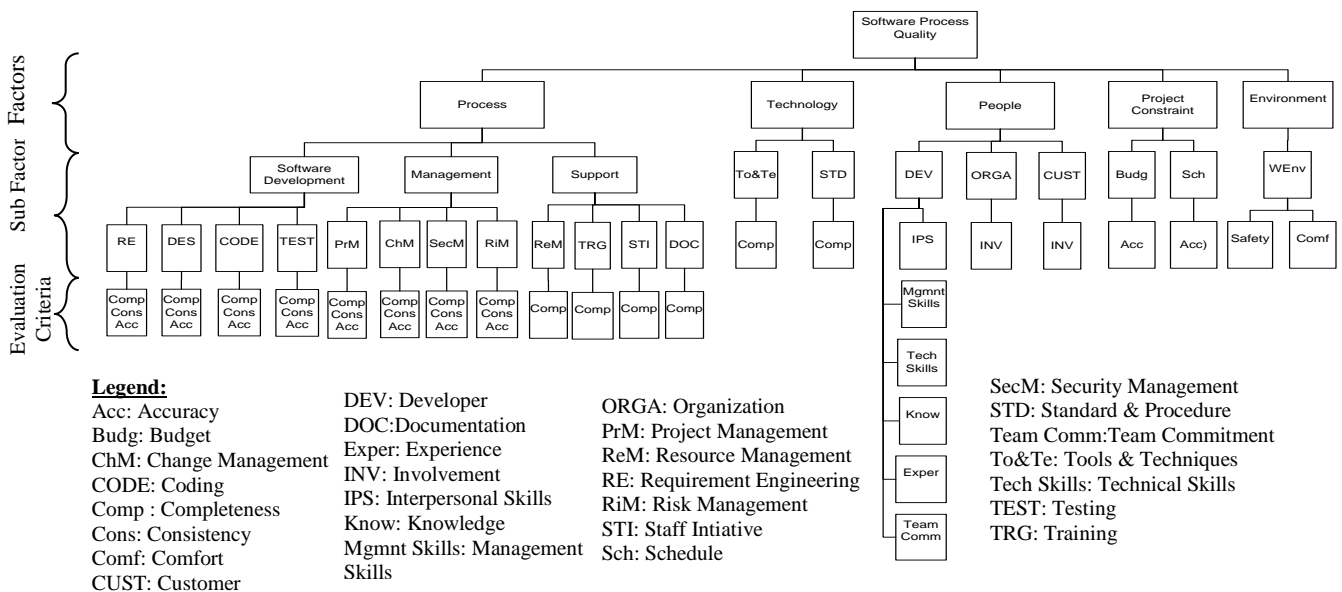 Software Process
Quality
Factors
Process
Technology
People
Project
Constraint
Environment
Sub Factor
Software
Development
Management
Support
To&Te
STD
DEV
ORGA
CUST
Budg
Sch
WEnv
RE
DES
CODE
TEST
PrM
ChM
SecM
RiM
ReM
TRG
STI
DOC
Comp
Comp
IPS
INV
INV
Acc
Acc)
Safety
Comf
Evaluation
Criteria
Comp
Cons
Acc
Comp
Cons
Acc
Comp
Cons
Acc
Comp
Cons
Acc
Comp
Cons
Acc
Comp
Cons
Acc
Comp
Cons
Acc
Comp
Cons
Acc
Comp
Comp
Comp
Comp
Mgmnt
Skills
Tech
Skills
Know
Exper
Team
Comm
Legend:
Acc: Accuracy
Budg: Budget
ChM: Change Management
CODE: Coding
Comp : Completeness
Cons: Consistency
Comf: Comfort
CUST: Customer
DEV: Developer
DOC:Documentation
Exper: Experience
INV: Involvement
IPS: Interpersonal Skills
Know: Knowledge
Mgmnt Skills: Management
Skills
ORGA: Organization
PrM: Project Management
ReM: Resource Management
RE: Requirement Engineering
RiM: Risk Management
STI: Staff Intiative
Sch: Schedule
SecM: Security Management
STD: Standard & Procedure
Team Comm:Team Commitment
To&Te: Tools & Techniques
Tech Skills: Technical Skills
TEST: Testing
TRG: Training